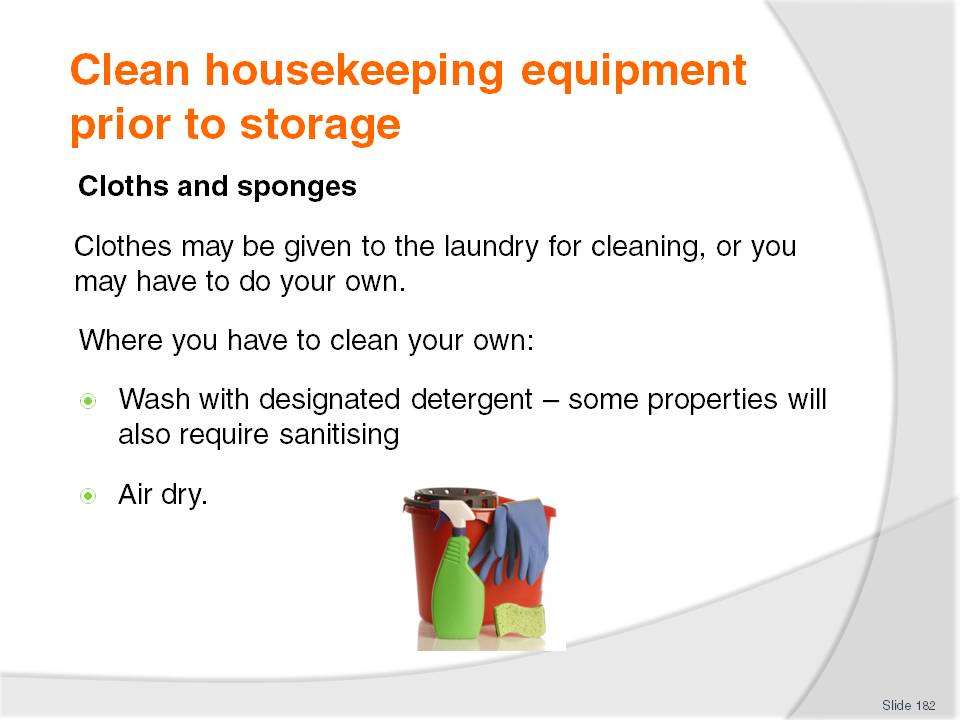 Clean housekeeping equipment
prior to storage
Cloths and sponges
Clothes may be given to the laundry for cleaning, or you
may have to do your own.
Where you have to clean your own:
Wash with designated detergent – some properties will
also require sanitising
Air dry.
Slide 182